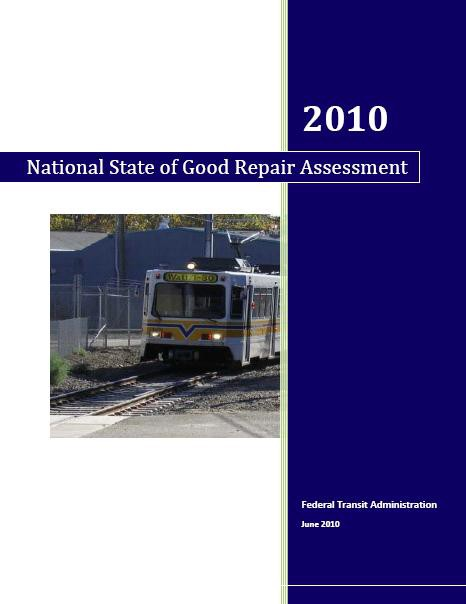 2010
National State of Good Repair Assessment
Federal Transit Administration
June 2010